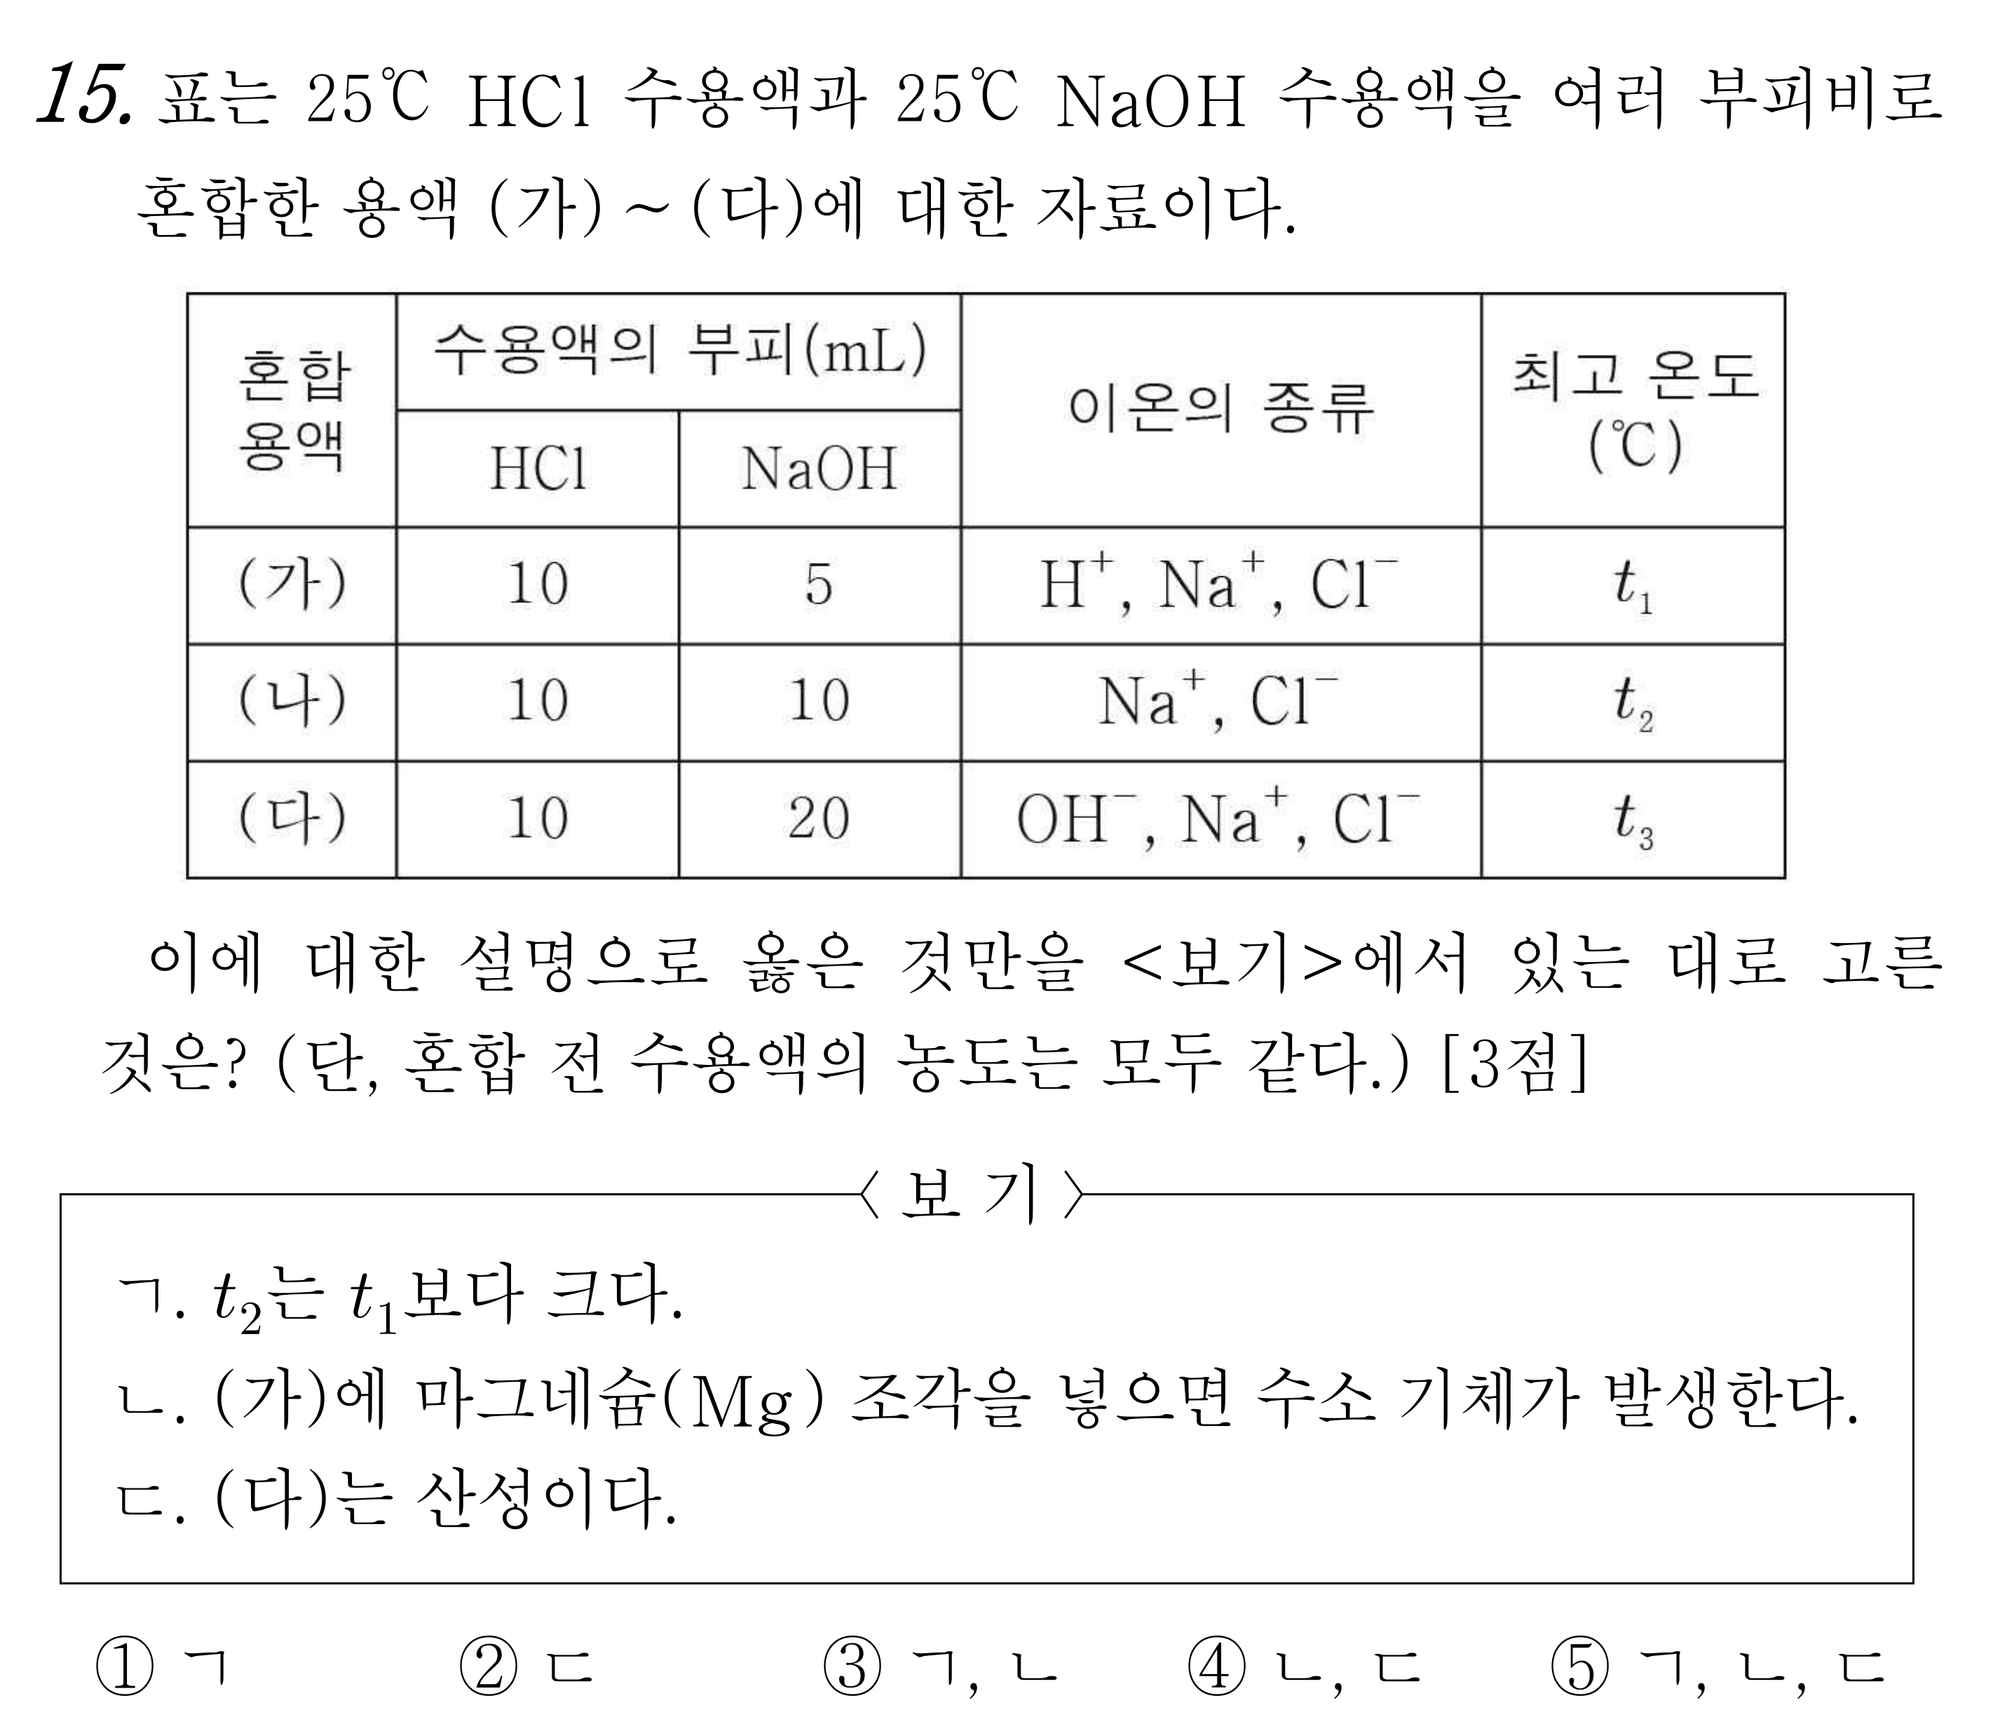 15. 표는 25℃ HCl 수용액과 25℃ NaOH 수용액을 여러 부피비로
혼합한 용액 (가) ~ (다)에 대한 자료이다.
혼합 용액 수용액의 부피(mL) 이온의 종류 최고 온도 (℃)
HCl NaOH
(가) 10 5 H⁺, Na⁺, Cl⁻ t₁
(나) 10 10 Na⁺, Cl⁻ t₂
(다) 10 20 OH⁻, Na⁺, Cl⁻ t₃
이에 대한 설명으로 옳은 것만을 <보기>에서 있는 대로 고른
것은? (단, 혼합 전 수용액의 농도는 모두 같다.) [3점]
〈 보 기 〉
ㄱ. t₂는 t₁보다 크다.
ㄴ. (가)에 마그네슘(Mg) 조각을 넣으면 수소 기체가 발생한다.
ㄷ. (다)는 산성이다.
① ㄱ ② ㄷ ③ ㄱ, ㄴ ④ ㄴ, ㄷ ⑤ ㄱ, ㄴ, ㄷ